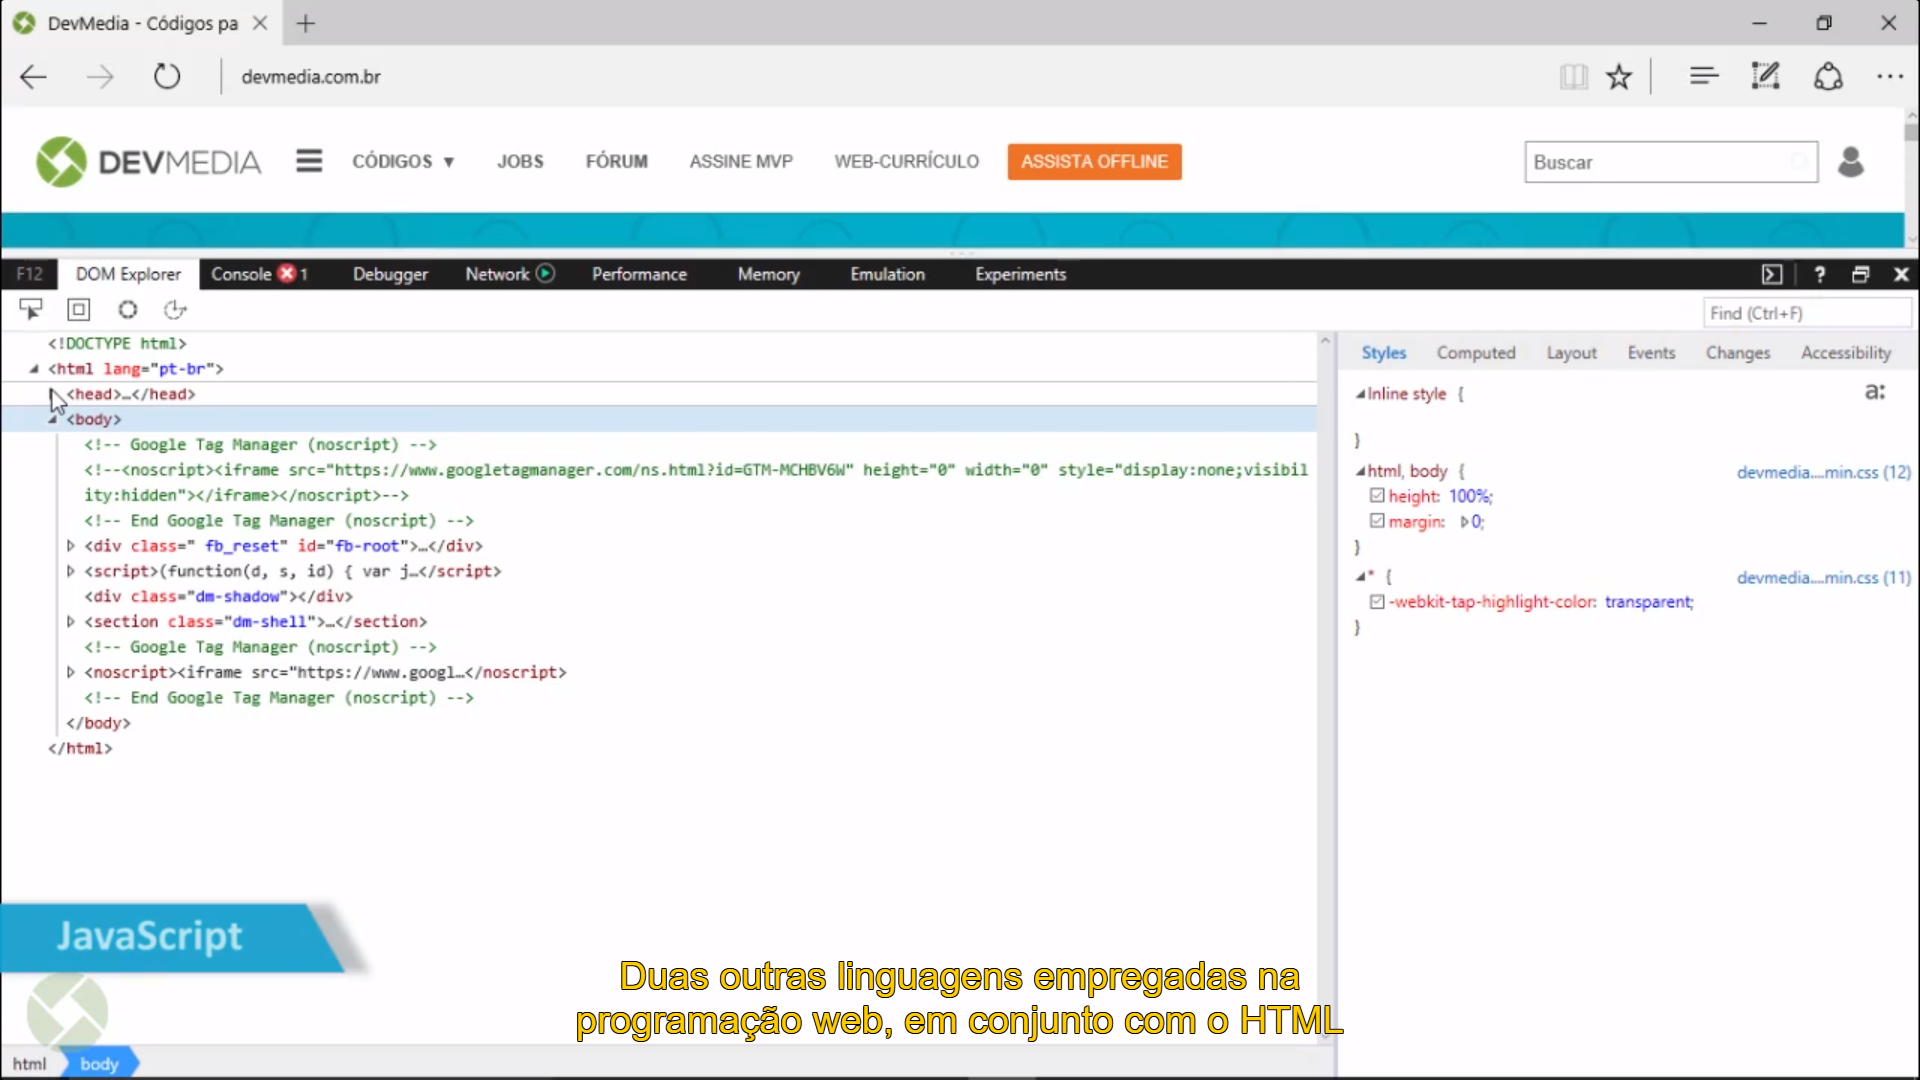 DevMedia - Códigos pa
devmedia.com.br
DEVMEDIA CÓDIGOS ▼ JOBS FÓRUM ASSINE MVP WEB-CURRÍCULO ASSISTA OFFLINE Buscar
F12 DOM Explorer Console 1 Debugger Network Performance Memory Emulation Experiments ?
Find (Ctrl+F)
<!DOCTYPE html>
<html lang="pt-br">
<head>…</head>
<body>
<!-- Google Tag Manager (noscript) -->
<!--<noscript><iframe src="https://www.googletagmanager.com/ns.html?id=GTM-MCHBV6W" height="0" width="0" style="display:none;visibil
ity:hidden"></iframe></noscript>-->
<!-- End Google Tag Manager (noscript) -->
<div class=" fb_reset" id="fb-root">…</div>
<script>(function(d, s, id) { var j…</script>
<div class="dm-shadow"></div>
<section class="dm-shell">…</section>
<!-- Google Tag Manager (noscript) -->
<noscript><iframe src="https://www.googl…</noscript>
<!-- End Google Tag Manager (noscript) -->
</body>
</html>
Styles Computed Layout Events Changes Accessibility
Inline style { a:
}
html, body { devmedia....min.css (12)
height: 100%;
margin: 0;
}
* { devmedia....min.css (11)
-webkit-tap-highlight-color: transparent;
}
JavaScript
Duas outras linguagens empregadas na
programação web, em conjunto com o HTML
html body